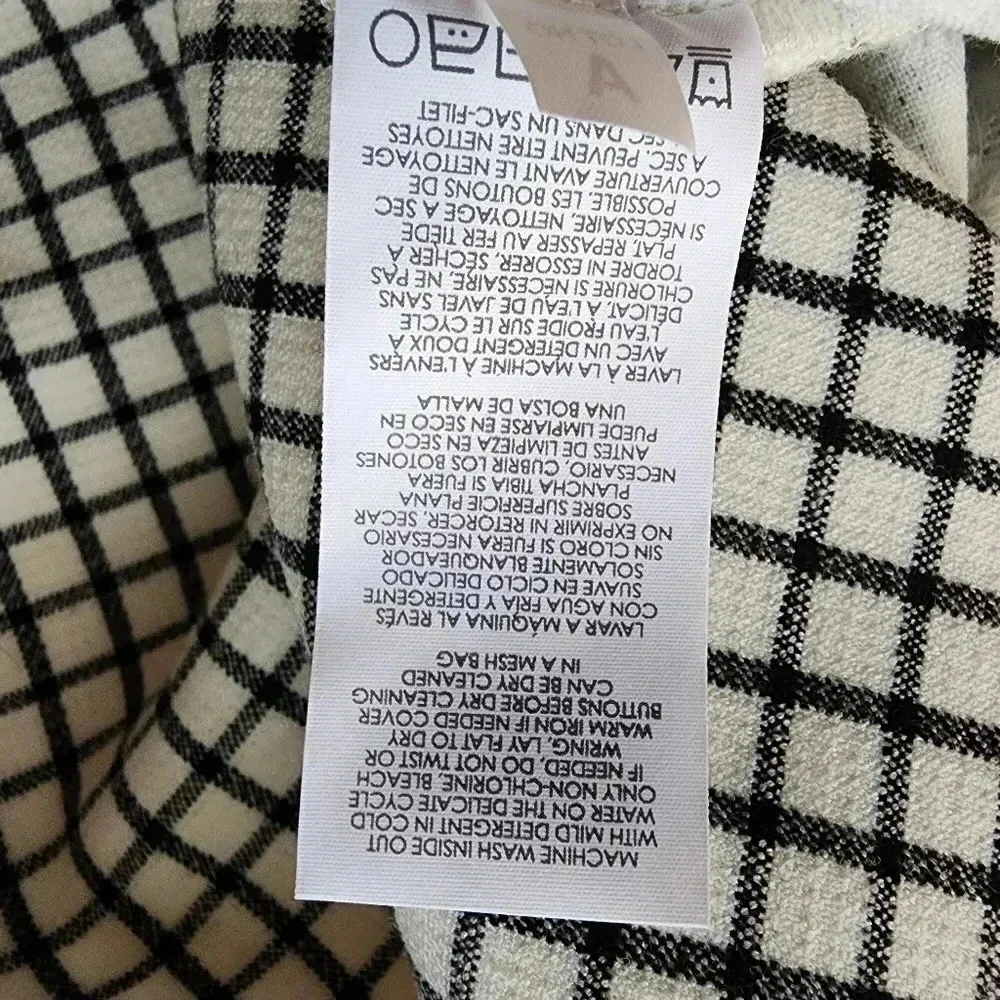 MACHINE WASH INSIDE OUT
WITH MILD DETERGENT IN COLD
WATER ON THE DELICATE CYCLE
ONLY NON-CHLORINE, BLEACH
IF NEEDED, DO NOT TWIST OR
WRING, LAY FLAT TO DRY
WARM IRON IF NEEDED COVER
BUTTONS BEFORE DRY CLEANING
CAN BE DRY CLEANED
IN A MESH BAG
LAVAR A MÁQUINA AL REVÉS
CON AGUA FRÍA Y DETERGENTE
SUAVE EN CICLO DELICADO
SOLAMENTE BLANQUEADOR
SIN CLORO SI FUERA NECESARIO
NO EXPRIMIR NI RETORCER, SECAR
SOBRE SUPERFICIE PLANA
PLANCHA TIBIA SI FUERA
NECESARIO, CUBRIR LOS BOTONES
ANTES DE LIMPIEZA EN SECO
PUEDE LIMPIARSE EN SECO EN
UNA BOLSA DE MALLA
LAVER À LA MACHINE À L'ENVERS
AVEC UN DETERGENT DOUX À
L'EAU FROIDE SUR LE CYCLE
DÉLICAT, A L'EAU DE JAVEL SANS
CHLORURE SI NECESSAIRE, NE PAS
TORDRE NI ESSORER, SÉCHER À
PLAT, REPASSER AU FER TIEDE
SI NECESSAIRE, NETTOYAGE A SEC
POSSIBLE, LES BOUTONS DE
COUVERTURE AVANT LE NETTOYAGE
A SEC, PEUVENT ETRE NETTOYES
SEC DANS UN SAC-FILET
A